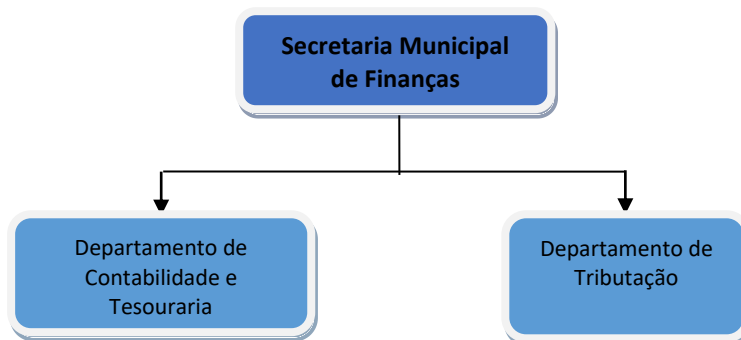 Secretaria Municipal
de Finanças
Departamento de
Contabilidade e
Tesouraria
Departamento de
Tributação